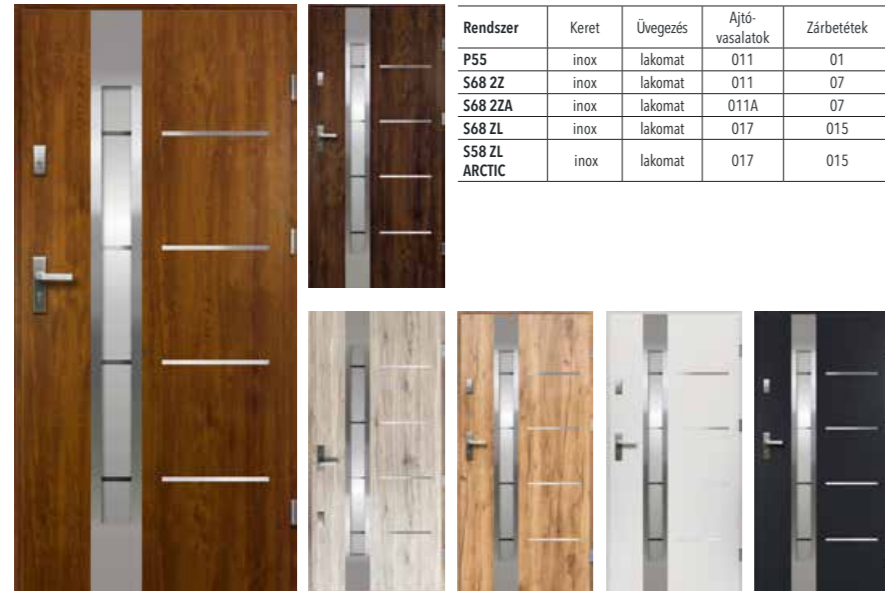 Rendszer Keret Üvegezés Ajtó-vasalatok Zárbetétek
P55 inox lakomat 011 01
S68 2Z inox lakomat 011 07
S68 2ZA inox lakomat 011A 07
S68 ZL inox lakomat 017 015
S58 ZL ARCTIC inox lakomat 017 015